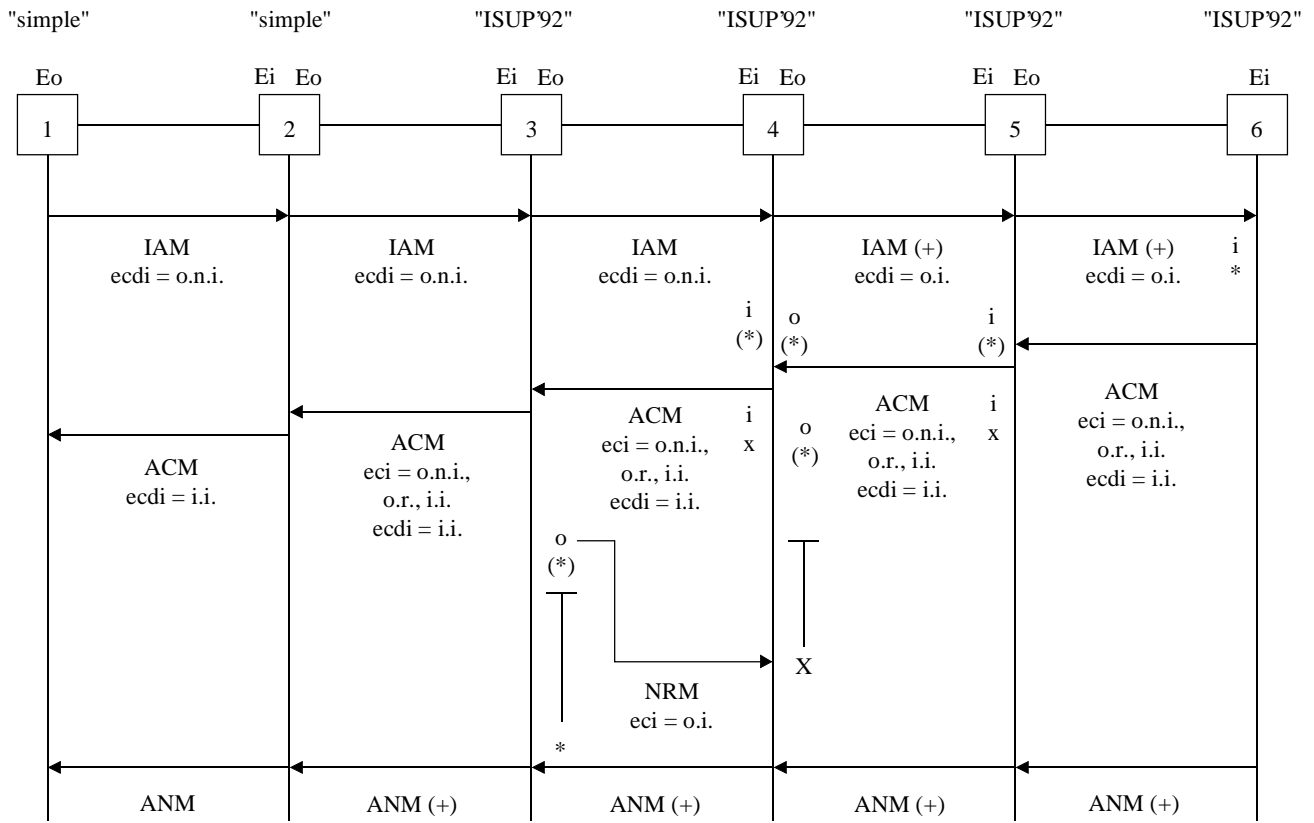 "simple" "simple" "ISUP'92" "ISUP'92" "ISUP'92" "ISUP'92"
Eo Ei Eo Ei Eo Ei Eo Ei Eo Ei
1 2 3 4 5 6
IAM IAM IAM IAM (+) IAM (+) i
ecdi = o.n.i. ecdi = o.n.i. ecdi = o.n.i. ecdi = o.i. ecdi = o.i. *
i o i
(*) (*) (*)
ACM ACM ACM i o ACM i ACM
ecdi = i.i. eci = o.n.i., eci = o.n.i., x (*) eci = o.n.i., x eci = o.n.i.,
o.r., i.i. o.r., i.i. o.r., i.i. o.r., i.i.
ecdi = i.i. ecdi = i.i. ecdi = i.i. ecdi = i.i.
o
(*)
X
NRM
eci = o.i.
*
ANM ANM (+) ANM (+) ANM (+) ANM (+)